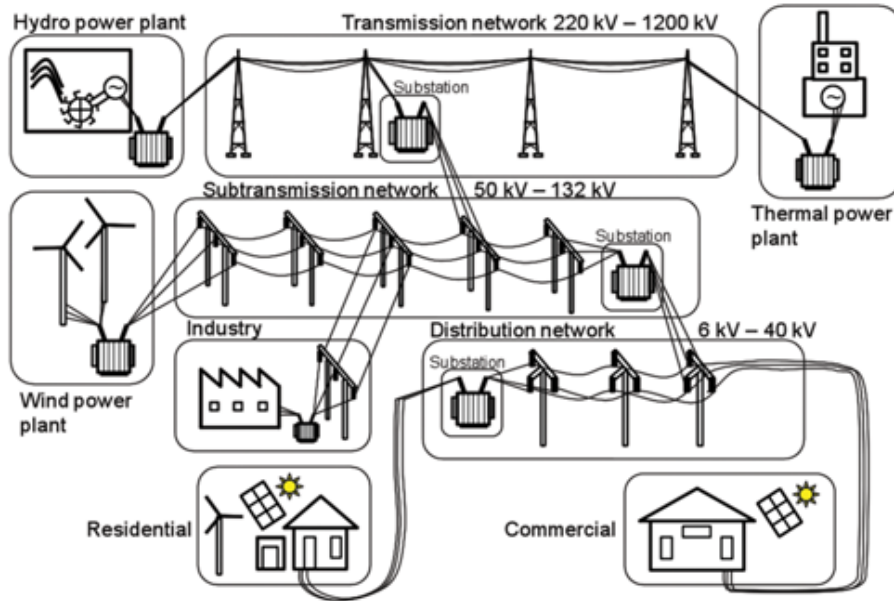 Hydro power plant
Transmission network 220 kV – 1200 kV
Substation
Thermal power
plant
Subtransmission network 50 kV – 132 kV
Substation
Wind power
plant
Industry
Distribution network 6 kV – 40 kV
Substation
Residential
Commercial